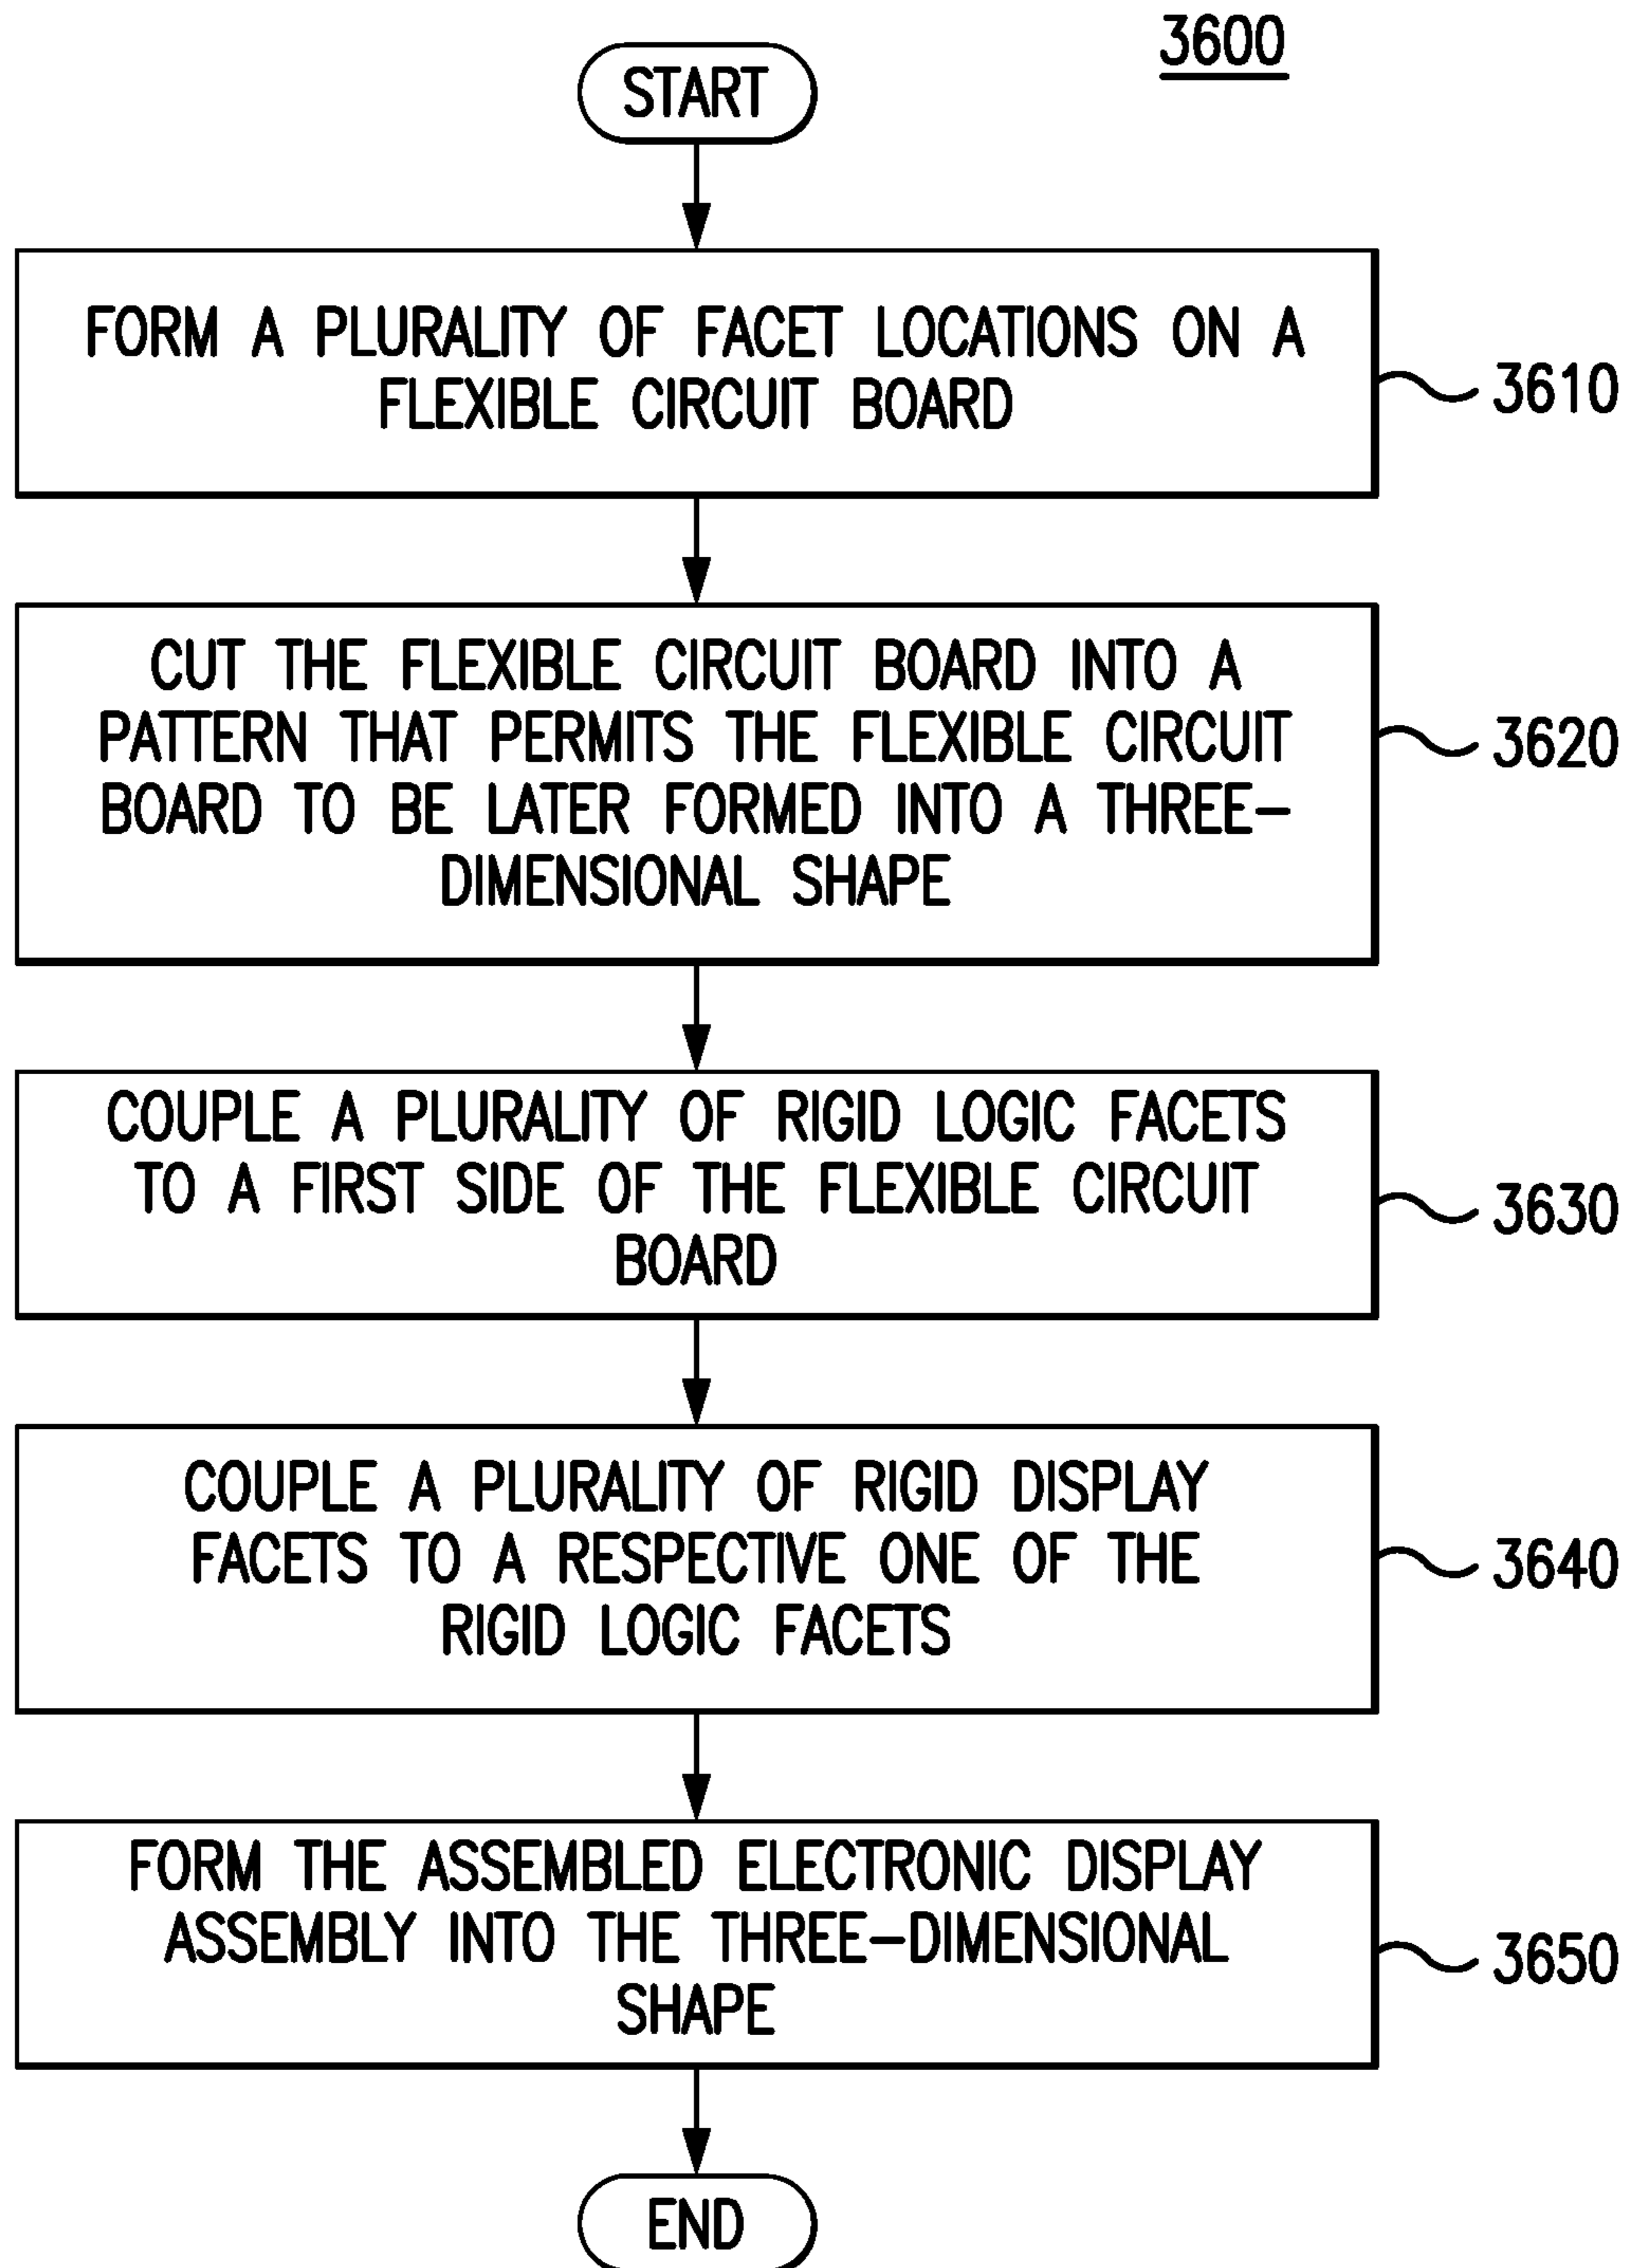 3600
START
FORM A PLURALITY OF FACET LOCATIONS ON A
FLEXIBLE CIRCUIT BOARD
3610
CUT THE FLEXIBLE CIRCUIT BOARD INTO A
PATTERN THAT PERMITS THE FLEXIBLE CIRCUIT
BOARD TO BE LATER FORMED INTO A THREE-
DIMENSIONAL SHAPE
3620
COUPLE A PLURALITY OF RIGID LOGIC FACETS
TO A FIRST SIDE OF THE FLEXIBLE CIRCUIT
BOARD
3630
COUPLE A PLURALITY OF RIGID DISPLAY
FACETS TO A RESPECTIVE ONE OF THE
RIGID LOGIC FACETS
3640
FORM THE ASSEMBLED ELECTRONIC DISPLAY
ASSEMBLY INTO THE THREE-DIMENSIONAL
SHAPE
3650
END